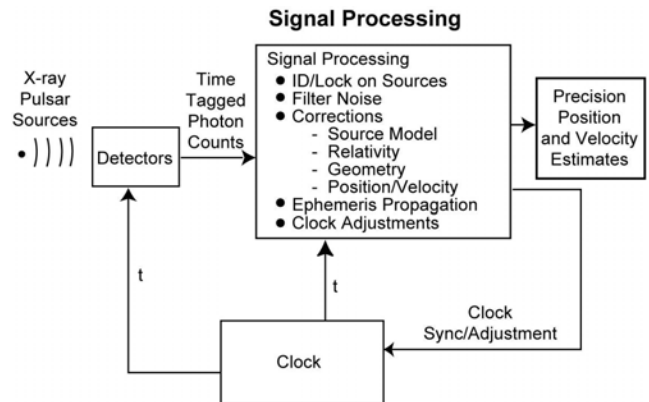 Signal Processing
X-ray
Pulsar
Sources
Detectors
Time
Tagged
Photon
Counts
Signal Processing
● ID/Lock on Sources
● Filter Noise
● Corrections
- Source Model
- Relativity
- Geometry
- Position/Velocity
● Ephemeris Propagation
● Clock Adjustments
Precision
Position
and Velocity
Estimates
t
t
Clock
Sync/Adjustment
Clock